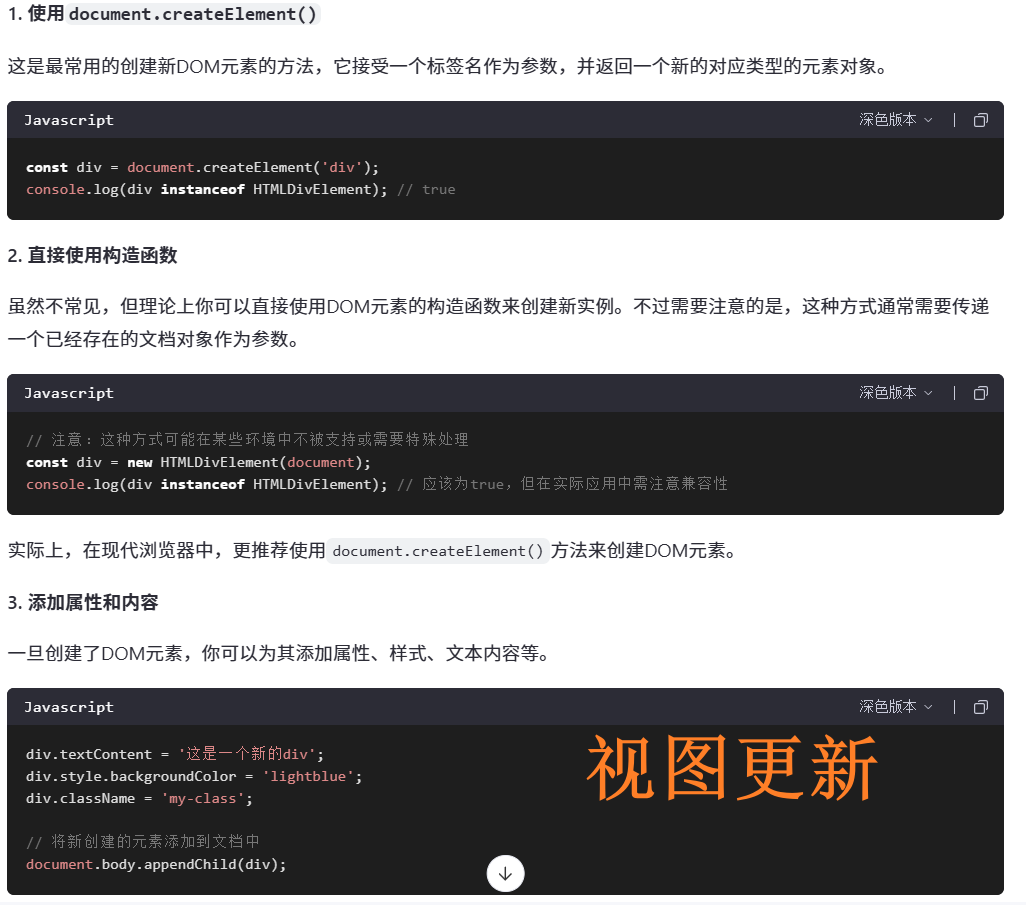 1. 使用document.createElement()
这是最常用的创建新DOM元素的方法，它接受一个标签名作为参数，并返回一个新的对应类型的元素对象。
Javascript 深色版本
const div = document.createElement('div');
console.log(div instanceof HTMLDivElement); // true
2. 直接使用构造函数
虽然不常见，但理论上你可以直接使用DOM元素的构造函数来创建新实例。不过需要注意的是，这种方式通常需要传递
一个已经存在的文档对象作为参数。
Javascript 深色版本
// 注意：这种方式可能在某些环境中不被支持或需要特殊处理
const div = new HTMLDivElement(document);
console.log(div instanceof HTMLDivElement); // 应该为true，但在实际应用中需注意兼容性
实际上，在现代浏览器中，更推荐使用document.createElement()方法来创建DOM元素。
3. 添加属性和内容
一旦创建了DOM元素，你可以为其添加属性、样式、文本内容等。
Javascript 深色版本
div.textContent = '这是一个新的div';
div.style.backgroundColor = 'lightblue';
div.className = 'my-class';
视图更新
// 将新创建的元素添加到文档中
document.body.appendChild(div);